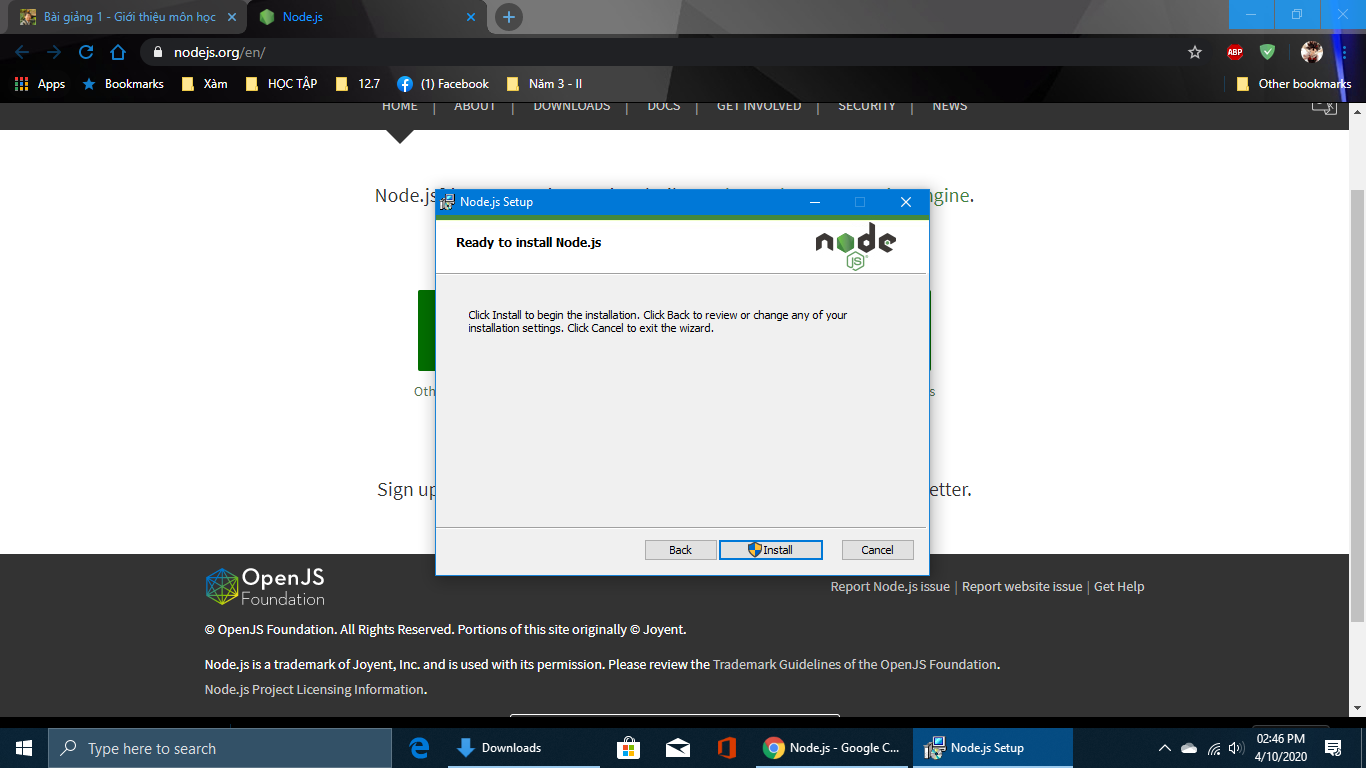 Bài giảng 1 - Giới thiệu môn học
Node.js
nodejs.org/en/
ABP
Apps
Bookmarks
Xàm
HỌC TẬP
12.7
(1) Facebook
Năm 3 - II
Other bookmarks
HOME | ABOUT | DOWNLOADS | DOCS | GET INVOLVED | SECURITY | NEWS
Node.js
Node.js Setup
Ready to install Node.js
node
JS
Click Install to begin the installation. Click Back to review or change any of your
installation settings. Click Cancel to exit the wizard.
Sign up
Back
Install
Cancel
OpenJS
Foundation
Report Node.js issue | Report website issue | Get Help
© OpenJS Foundation. All Rights Reserved. Portions of this site originally © Joyent.
Node.js is a trademark of Joyent, Inc. and is used with its permission. Please review the Trademark Guidelines of the OpenJS Foundation.
Node.js Project Licensing Information.
Type here to search
Downloads
Node.js - Google C...
Node.js Setup
02:46 PM
4/10/2020